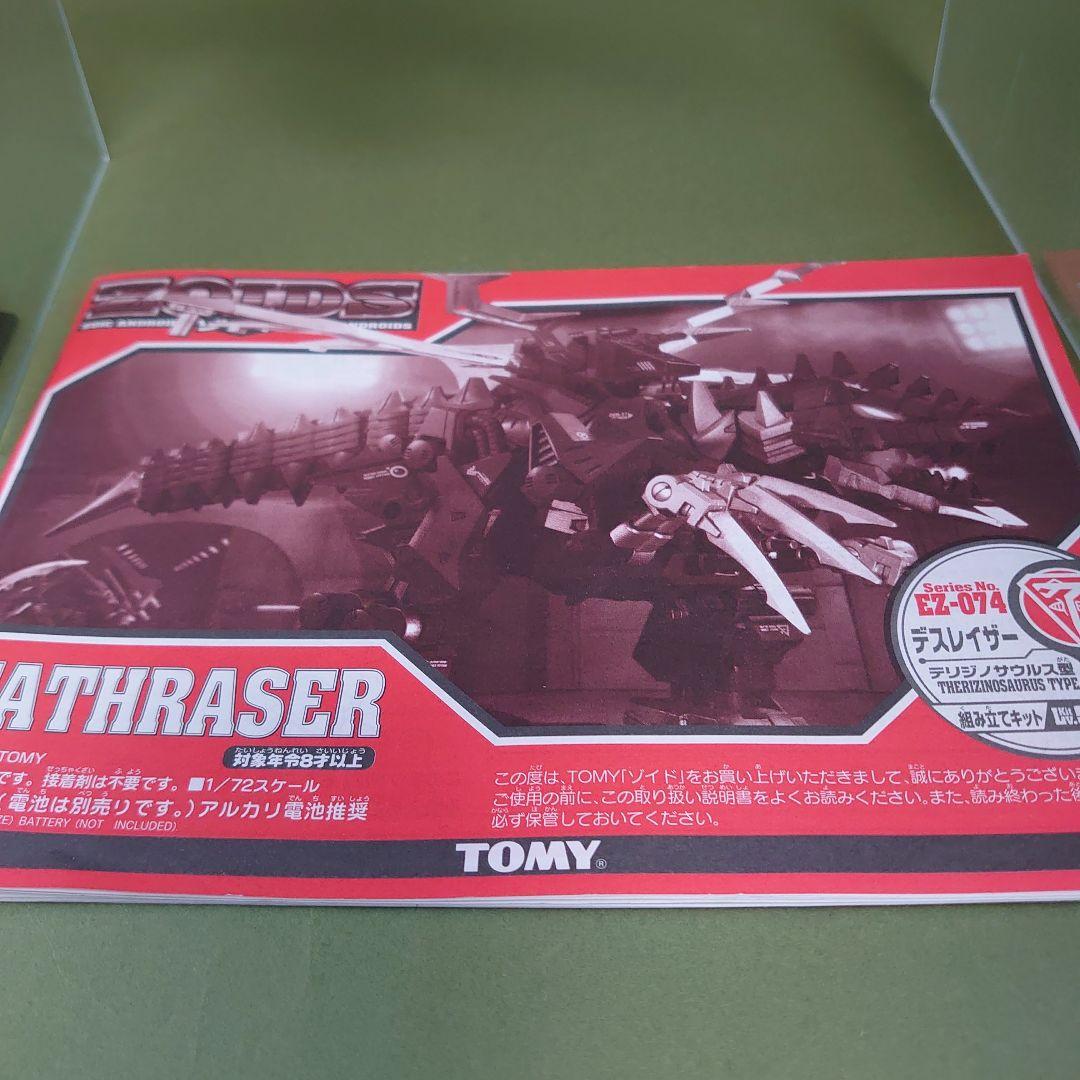 ZOIDS
Series No.
EZ-074
デスレイザー
テリジノサウルス型
THERIZINOSAURUS TYPE
組み立てキット
EATHRASER
対象年令8才以上
TOMY
です。接着剤は不要です。■1/72スケール
(電池は別売りです。)アルカリ電池推奨
BATTERY (NOT INCLUDED)
この度は、TOMY「ゾイド」をお買い上げいただきまして、誠にありがとうござい
ご使用の前に、この取り扱い説明書をよくお読みください。また、読み終わった後
必ず保管しておいてください。
TOMY®